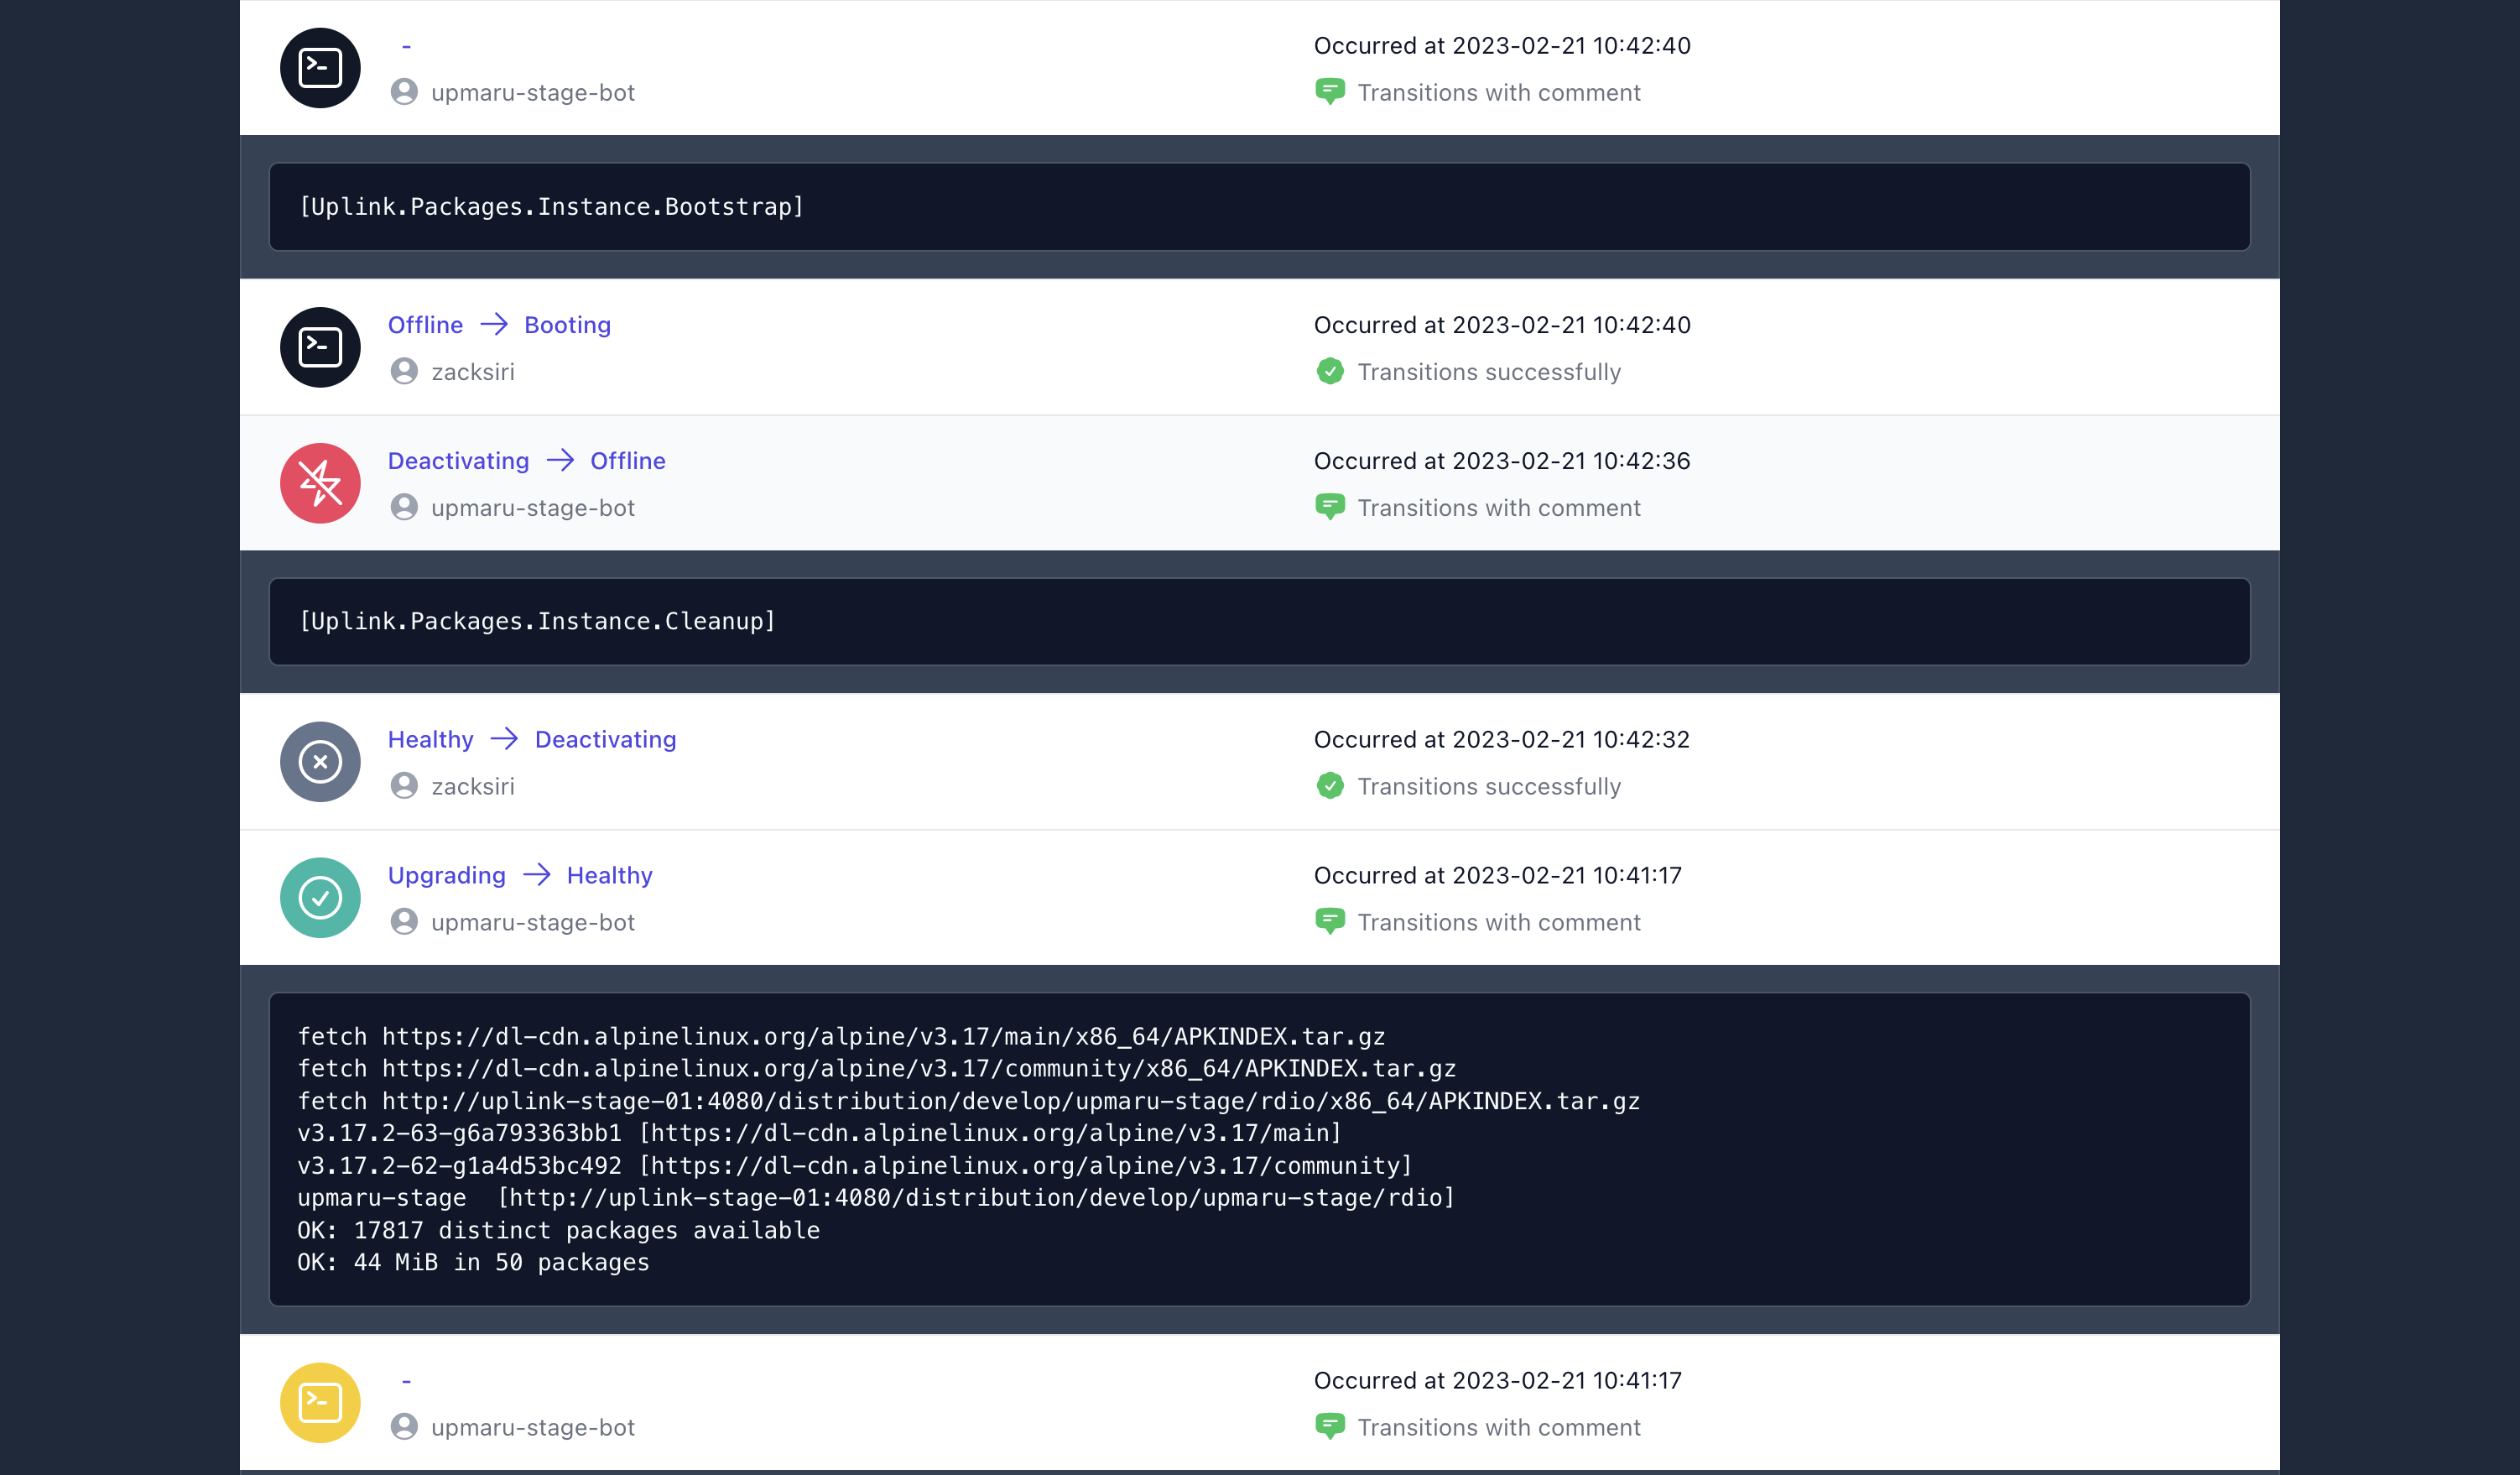 -
Occurred at 2023-02-21 10:42:40
upmaru-stage-bot
Transitions with comment
[Uplink.Packages.Instance.Bootstrap]
Offline → Booting
Occurred at 2023-02-21 10:42:40
zacksiri
Transitions successfully
Deactivating → Offline
Occurred at 2023-02-21 10:42:36
upmaru-stage-bot
Transitions with comment
[Uplink.Packages.Instance.Cleanup]
Healthy → Deactivating
Occurred at 2023-02-21 10:42:32
zacksiri
Transitions successfully
Upgrading → Healthy
Occurred at 2023-02-21 10:41:17
upmaru-stage-bot
Transitions with comment
fetch https://dl-cdn.alpinelinux.org/alpine/v3.17/main/x86_64/APKINDEX.tar.gz
fetch https://dl-cdn.alpinelinux.org/alpine/v3.17/community/x86_64/APKINDEX.tar.gz
fetch http://uplink-stage-01:4080/distribution/develop/upmaru-stage/rdio/x86_64/APKINDEX.tar.gz
v3.17.2-63-g6a793363bb1 [https://dl-cdn.alpinelinux.org/alpine/v3.17/main]
v3.17.2-62-g1a4d53bc492 [https://dl-cdn.alpinelinux.org/alpine/v3.17/community]
upmaru-stage  [http://uplink-stage-01:4080/distribution/develop/upmaru-stage/rdio]
OK: 17817 distinct packages available
OK: 44 MiB in 50 packages
-
Occurred at 2023-02-21 10:41:17
upmaru-stage-bot
Transitions with comment